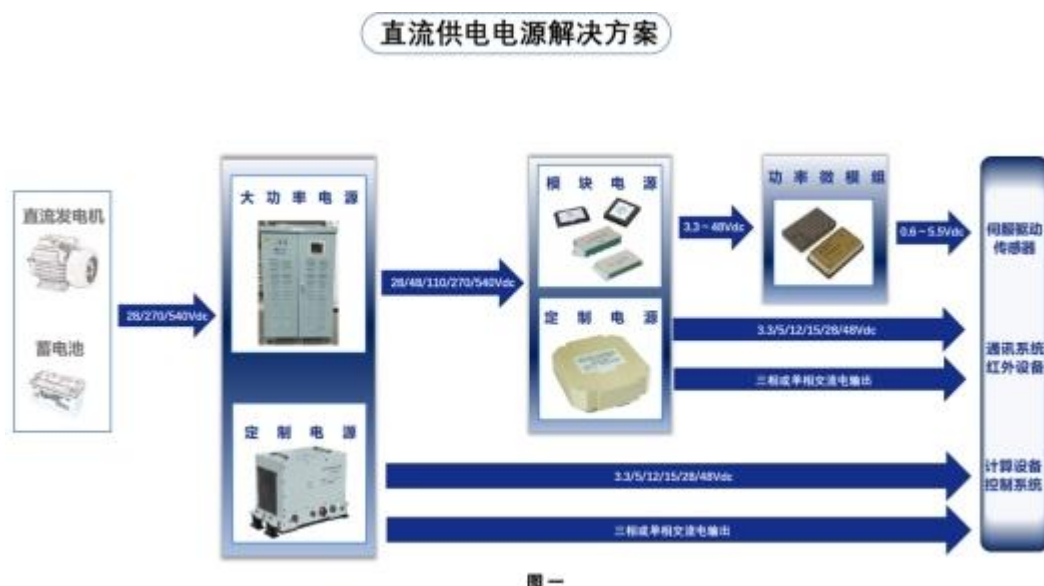 直流供电电源解决方案
直流发电机
蓄电池
28/270/540Vdc
大功率电源
定制电源
28/48/110/270/540Vdc
模块电源
定制电源
3.3~48Vdc
功率微模组
0.6~5.5Vdc
3.3/5/12/15/28/48Vdc
三相或单相交流电输出
3.3/5/12/15/28/48Vdc
三相或单相交流电输出
伺服驱动
传感器
通讯系统
红外设备
计算设备
控制系统
图一